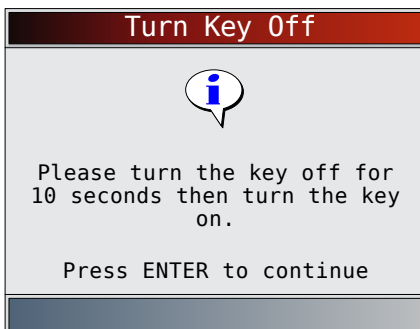 Turn Key Off
i
Please turn the key off for
10 seconds then turn the key
on.
Press ENTER to continue